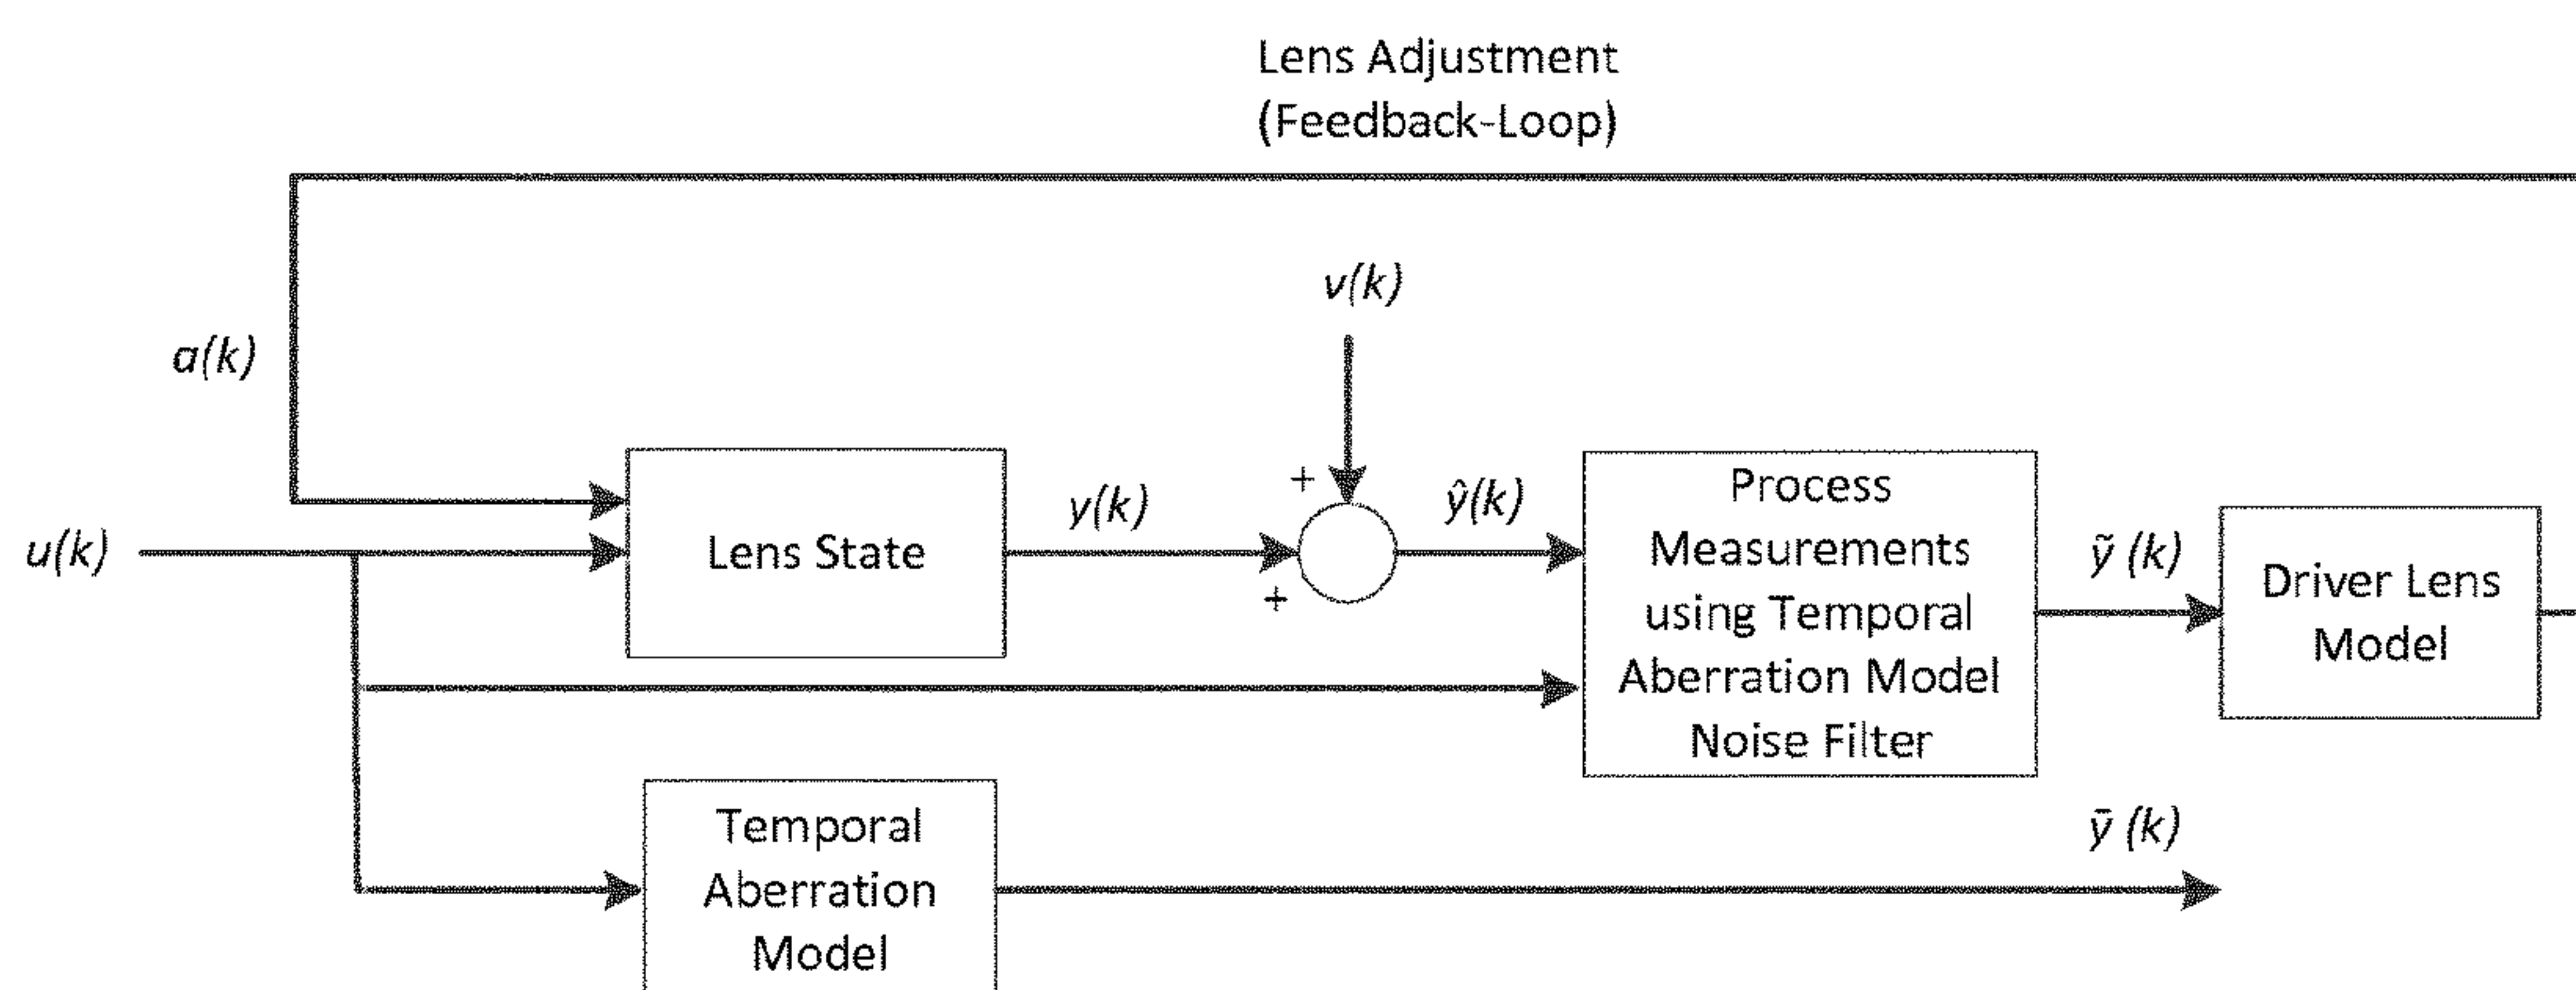 Lens Adjustment
(Feedback-Loop)
v(k)
a(k)
u(k)
Lens State
y(k)
+
+
ŷ(k)
Process
Measurements
using Temporal
Aberration Model
Noise Filter
ỹ (k)
Driver Lens
Model
Temporal
Aberration
Model
ȳ (k)